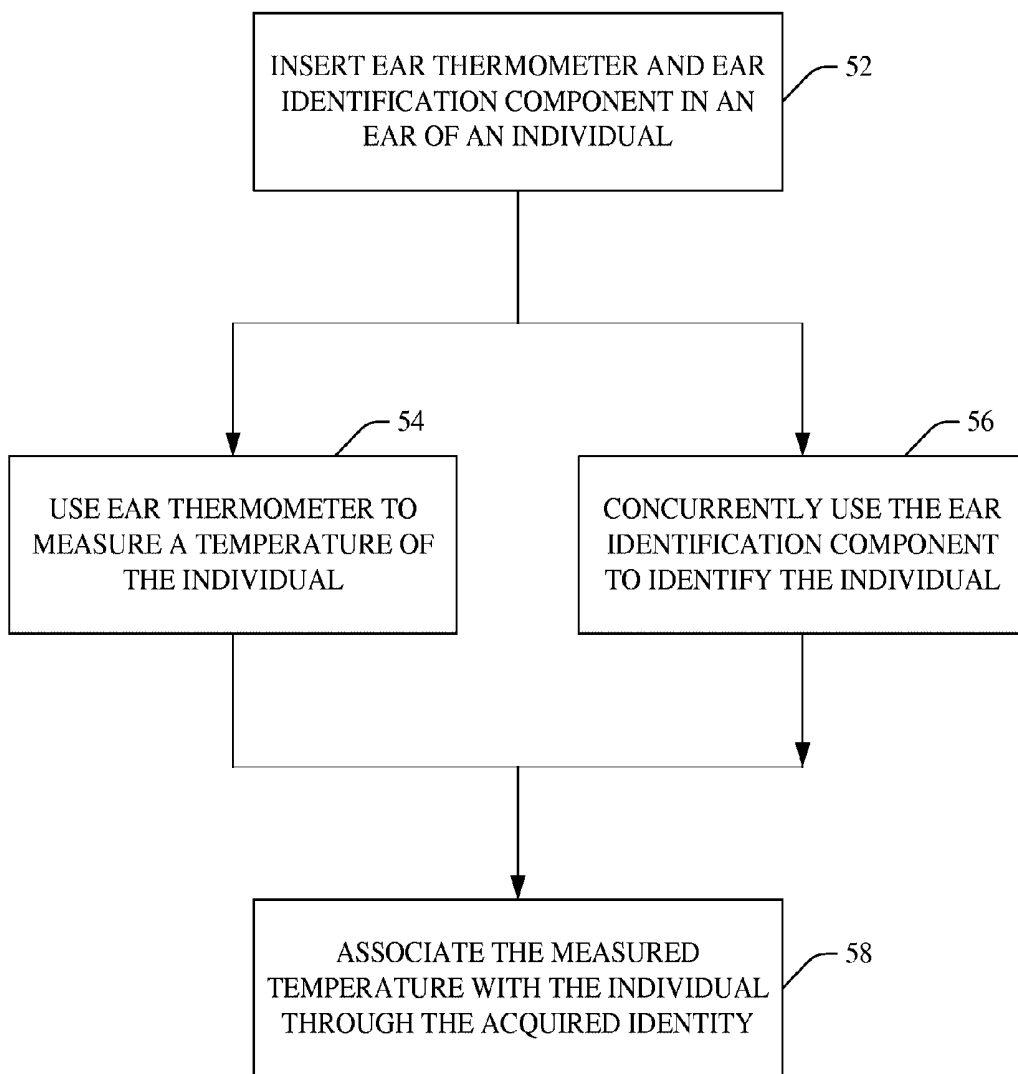 INSERT EAR THERMOMETER AND EAR
IDENTIFICATION COMPONENT IN AN
EAR OF AN INDIVIDUAL
52
54
56
USE EAR THERMOMETER TO
MEASURE A TEMPERATURE OF
THE INDIVIDUAL
CONCURRENTLY USE THE EAR
IDENTIFICATION COMPONENT
TO IDENTIFY THE INDIVIDUAL
ASSOCIATE THE MEASURED
TEMPERATURE WITH THE INDIVIDUAL
THROUGH THE ACQUIRED IDENTITY
58